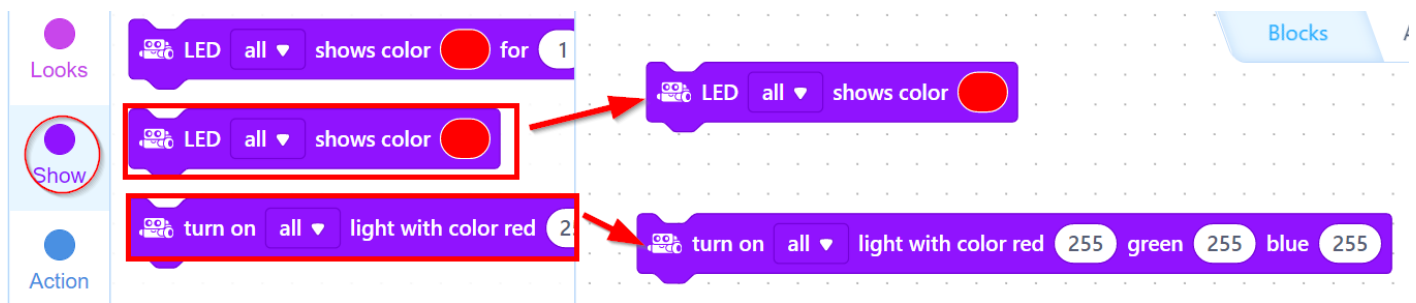 Looks
Show
Action
LED all ▼ shows color for 1
LED all ▼ shows color
turn on all ▼ light with color red
Blocks
LED all ▼ shows color
turn on all ▼ light with color red 255 green 255 blue 255